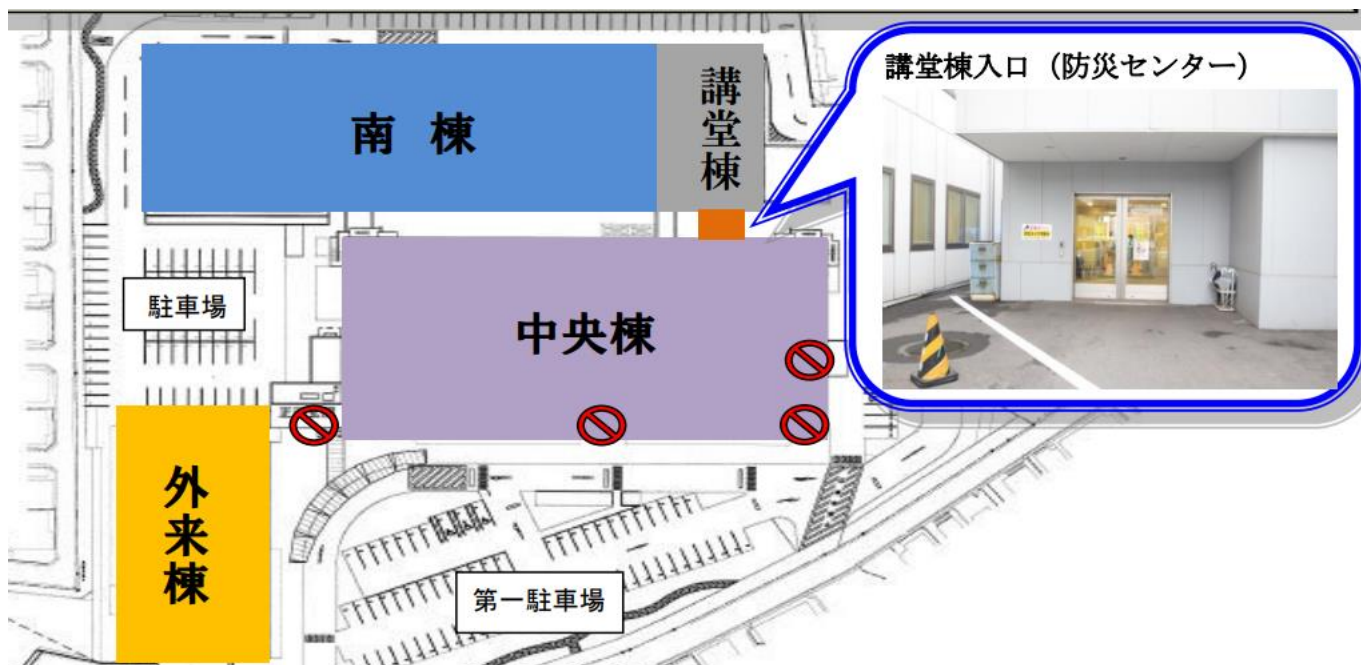 南 棟
講堂棟
講堂棟入口（防災センター）
駐車場
中央棟
外来棟
第一駐車場